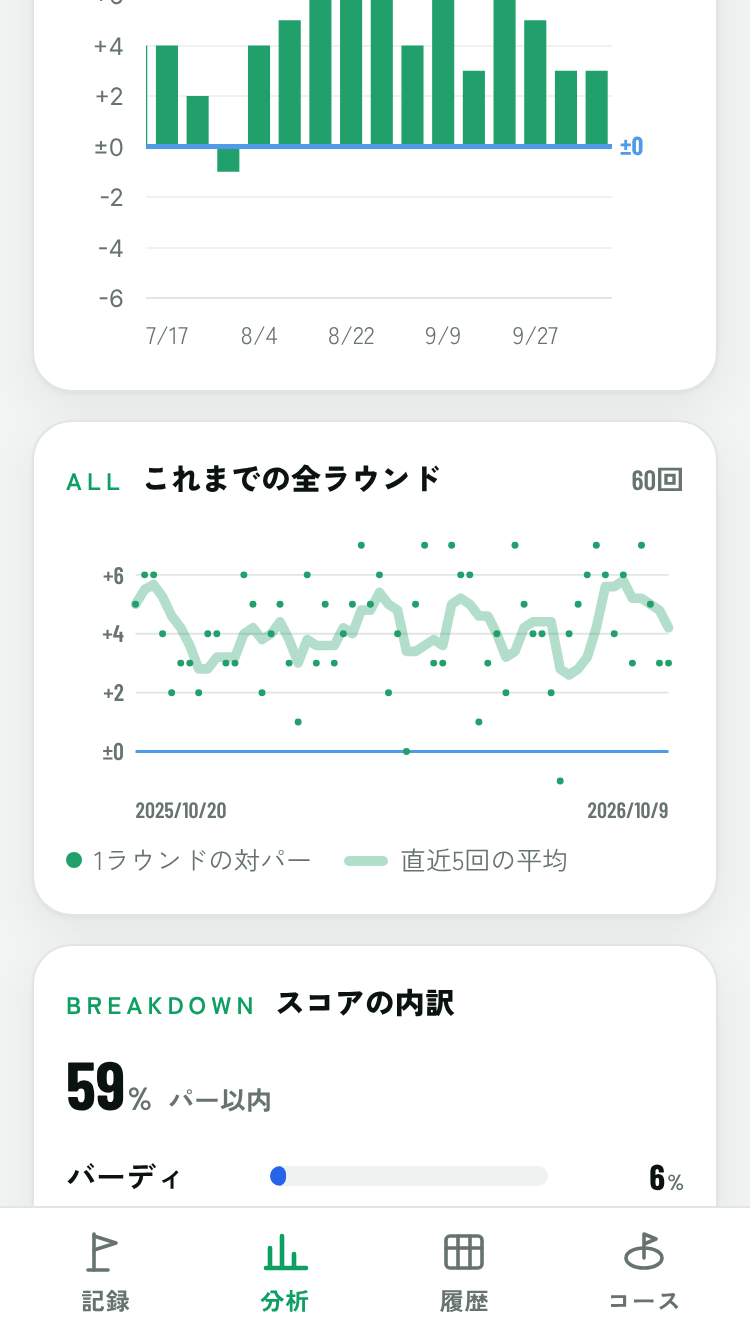 +4
+2
±0
±0
-2
-4
-6
7/17 8/4 8/22 9/9 9/27
ALL これまでの全ラウンド 60回
+6
+4
+2
±0
2025/10/20 2026/10/9
1ラウンドの対パー 直近5回の平均
BREAKDOWN スコアの内訳
59% パー以内
バーディ 6%
記録 分析 履歴 コース